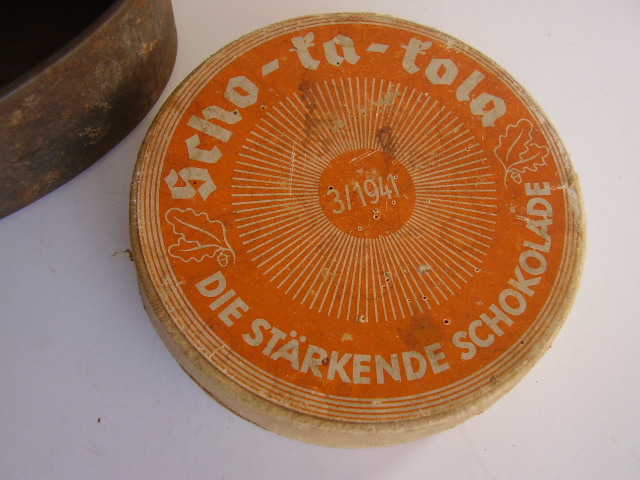 Scho-ka-kola
3/1941
DIE STÄRKENDE SCHOKOLADE